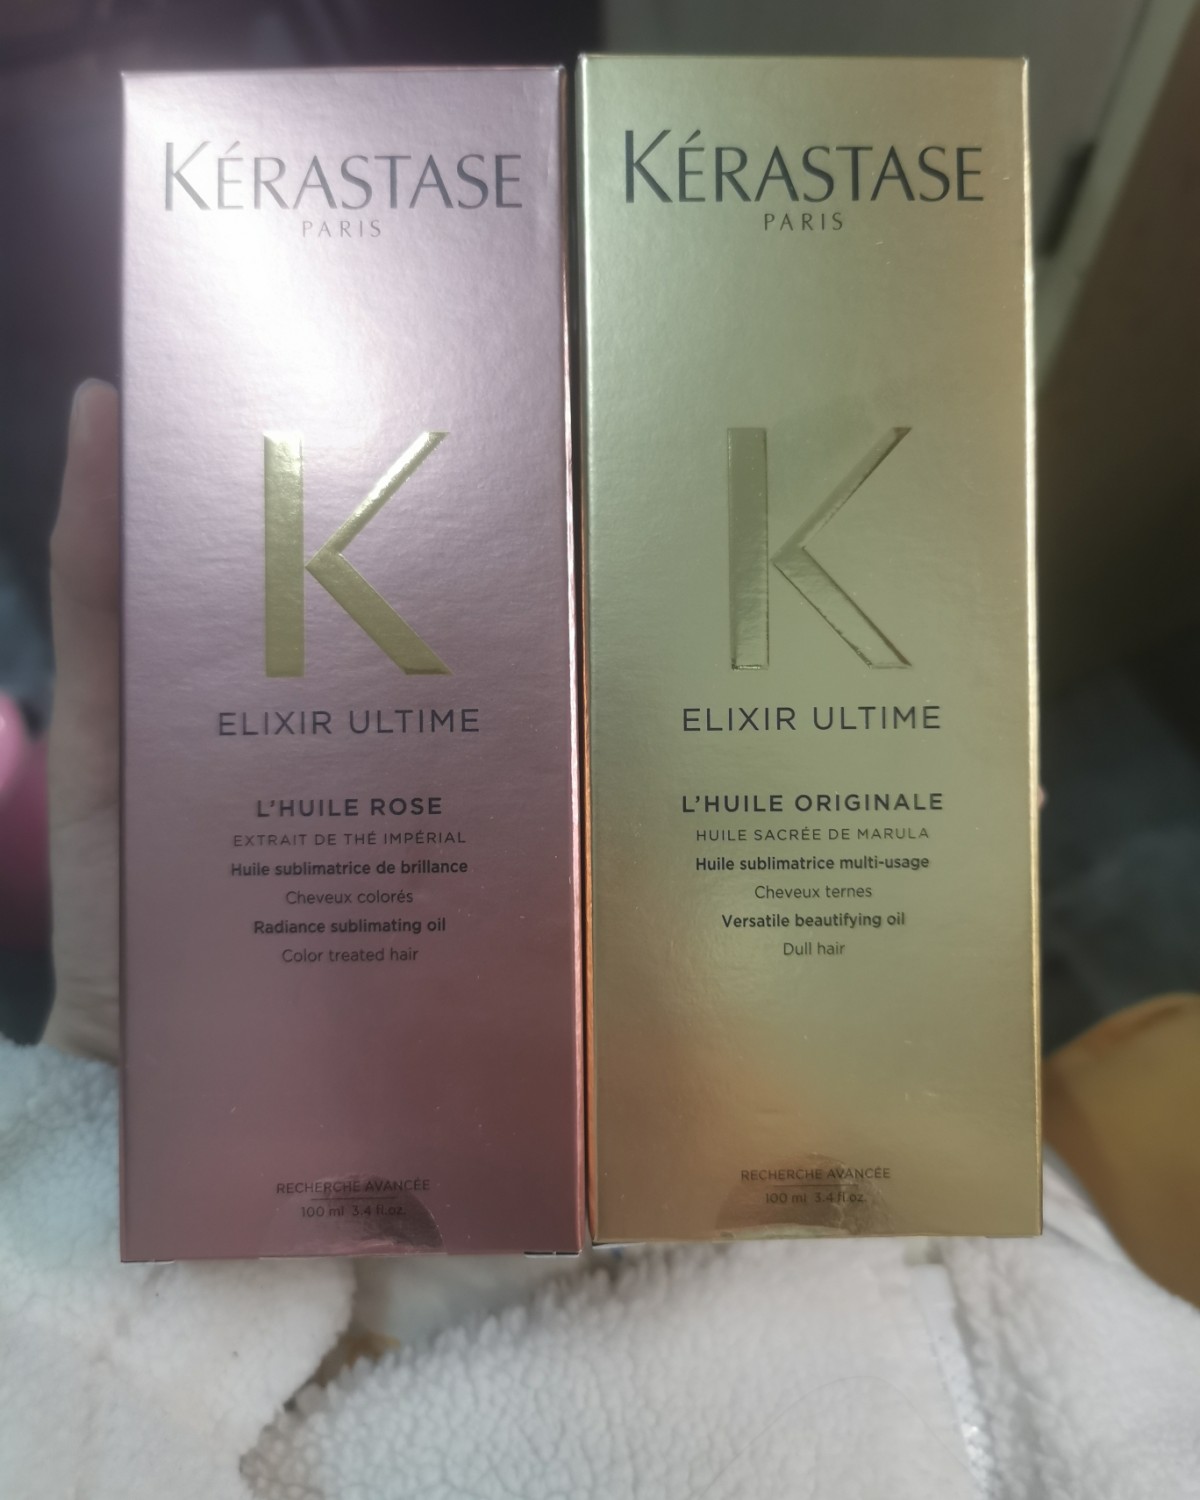 KÉRASTASE
PARIS
K
ELIXIR ULTIME
L'HUILE ROSE
EXTRAIT DE THÉ IMPÉRIAL
Huile sublimatrice de brillance
Cheveux colorés
Radiance sublimating oil
Color treated hair
RECHERCHE AVANCÉE
100 ml 3.4 fl.oz.
KÉRASTASE
PARIS
K
ELIXIR ULTIME
L'HUILE ORIGINALE
HUILE SACRÉE DE MARULA
Huile sublimatrice multi-usage
Cheveux ternes
Versatile beautifying oil
Dull hair
RECHERCHE AVANCÉE
100 ml 3.4 fl.oz.